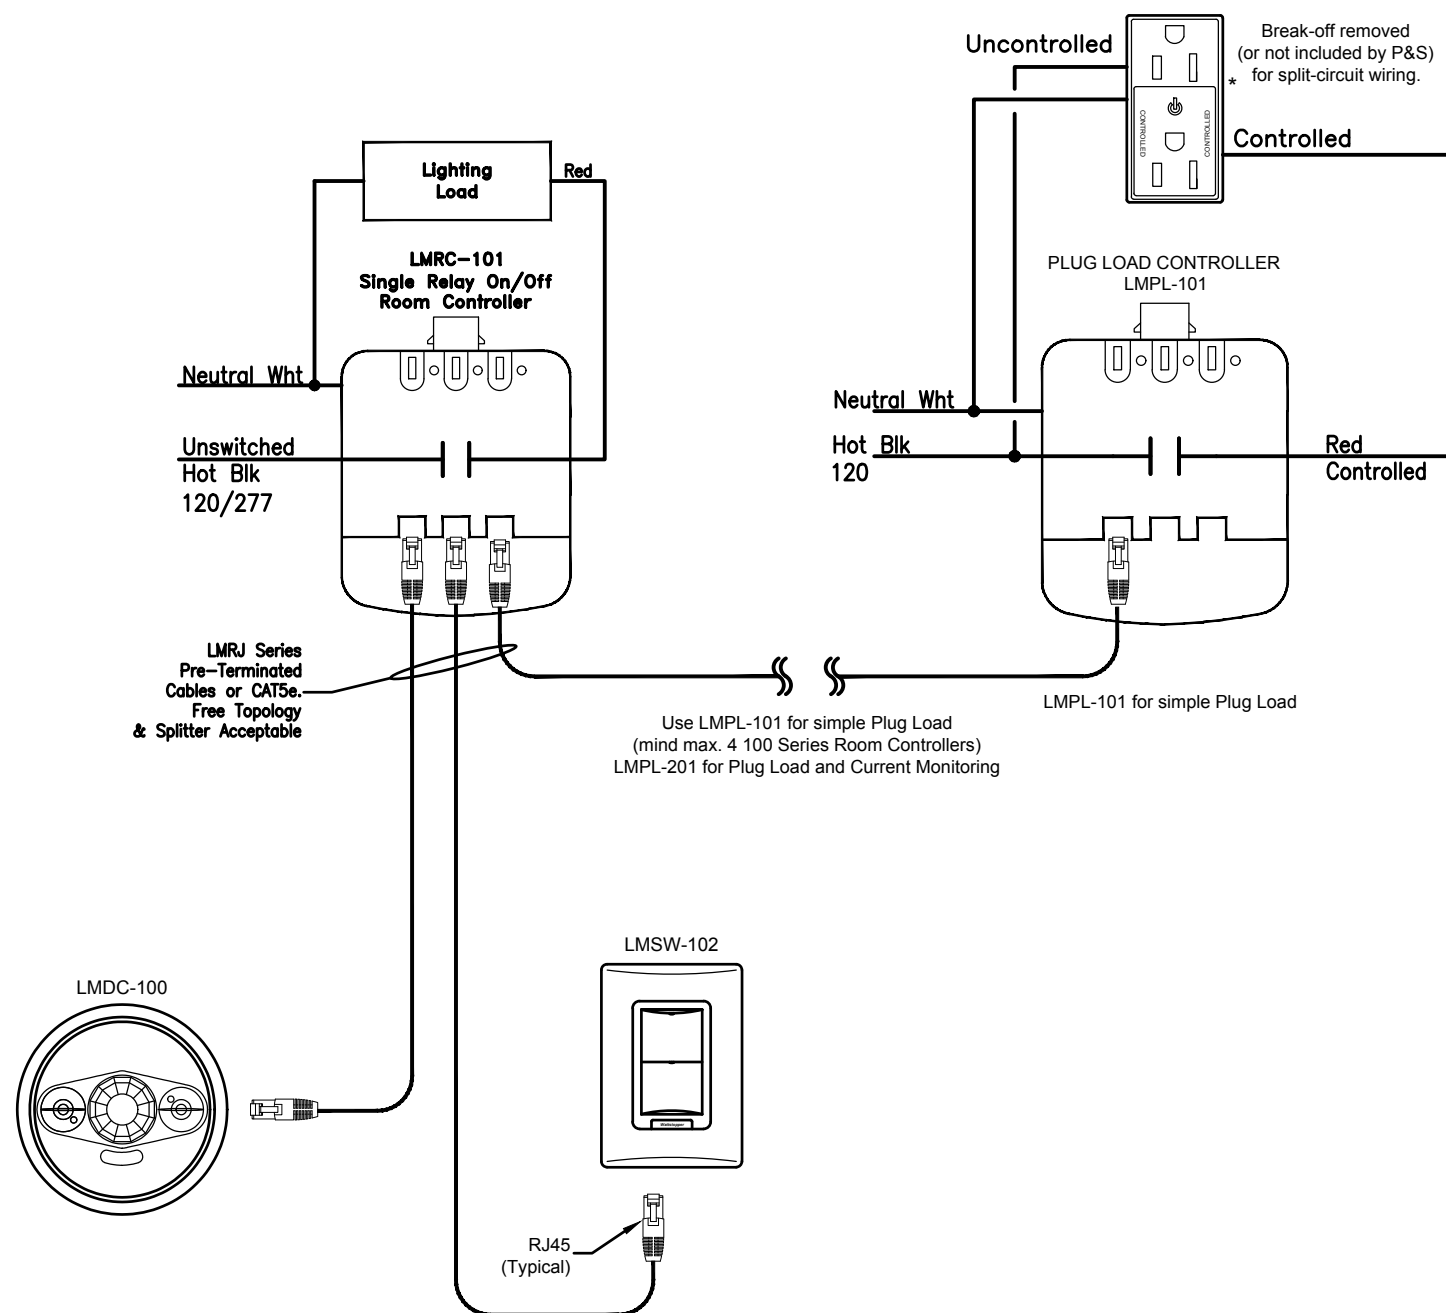 Uncontrolled
Break-off removed
(or not included by P&S)
* for split-circuit wiring.
CONTROLLED
CONTROLLED
Controlled
Lighting
Load
Red
LMRC-101
Single Relay On/Off
Room Controller
PLUG LOAD CONTROLLER
LMPL-101
Neutral Wht
Unswitched
Hot Blk
120/277
Neutral Wht
Hot Blk
120
Red
Controlled
LMRJ Series
Pre-Terminated
Cables or CAT5e.
Free Topology
& Splitter Acceptable
LMPL-101 for simple Plug Load
Use LMPL-101 for simple Plug Load
(mind max. 4 100 Series Room Controllers)
LMPL-201 for Plug Load and Current Monitoring
LMSW-102
LMDC-100
Wattstopper
RJ45
(Typical)